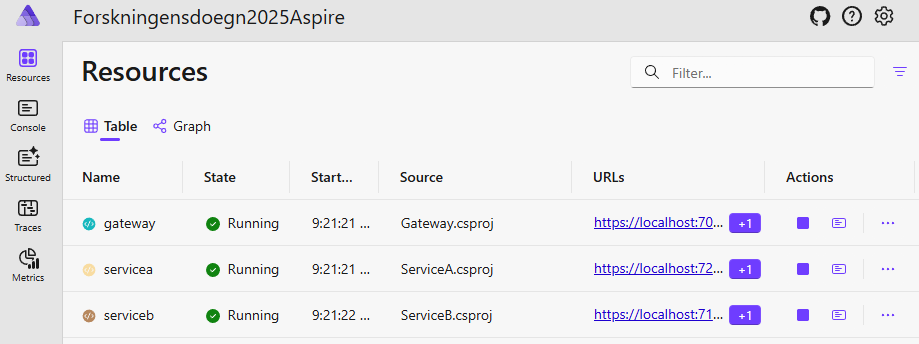 Forskningensdoegn2025Aspire
Resources
Console
Structured
Traces
Metrics
Resources
Filter...
Table Graph
Name State Start... Source URLs Actions
gateway Running 9:21:21 ... Gateway.csproj https://localhost:70... +1
servicea Running 9:21:21 ... ServiceA.csproj https://localhost:72... +1
serviceb Running 9:21:22 ... ServiceB.csproj https://localhost:71... +1